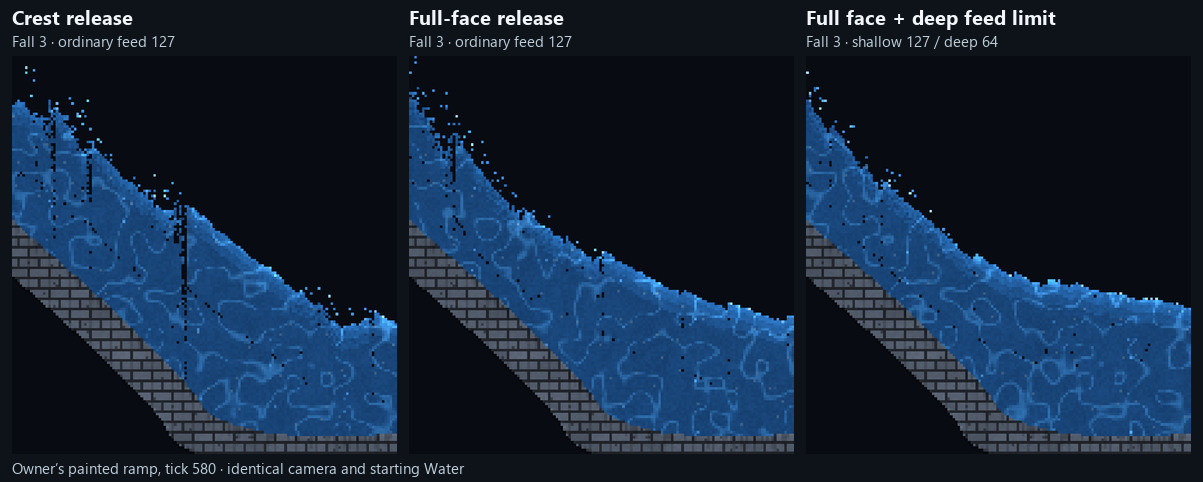 Crest release
Fall 3 · ordinary feed 127
Full-face release
Fall 3 · ordinary feed 127
Full face + deep feed limit
Fall 3 · shallow 127 / deep 64
Owner's painted ramp, tick 580 · identical camera and starting Water